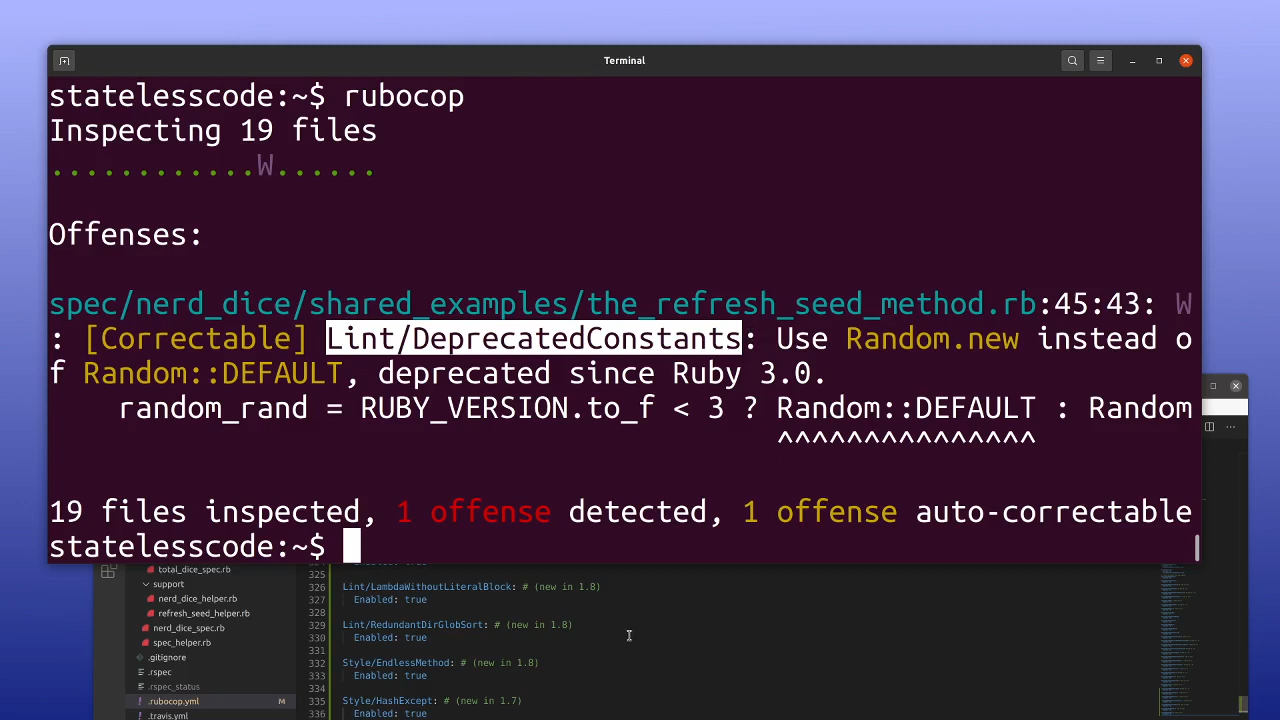 Terminal
statelesscode:~$ rubocop
Inspecting 19 files
............W......
Offenses:
spec/nerd_dice/shared_examples/the_refresh_seed_method.rb:45:43: W
: [Correctable] Lint/DeprecatedConstants: Use Random.new instead o
f Random::DEFAULT, deprecated since Ruby 3.0.
random_rand = RUBY_VERSION.to_f < 3 ? Random::DEFAULT : Random
^^^^^^^^^^^^^^^
19 files inspected, 1 offense detected, 1 offense auto-correctable
statelesscode:~$
total_dice_spec.rb
support
nerd_dice_helper.rb
refresh_seed_helper.rb
nerd_dice_spec.rb
spec_helper.rb
.gitignore
.rspec
.rspec_status
.rubocop.yml M
.travis.yml
325
326 Lint/LambdaWithoutLiteralBlock: # (new in 1.8)
327 Enabled: true
328
329 Lint/RedundantDirGlobSort: # (new in 1.8)
330 Enabled: true
331
332 Style/EndlessMethod: # (new in 1.8)
333 Enabled: true
334
335 Style/HashExcept: # (new in 1.7)
336 Enabled: true